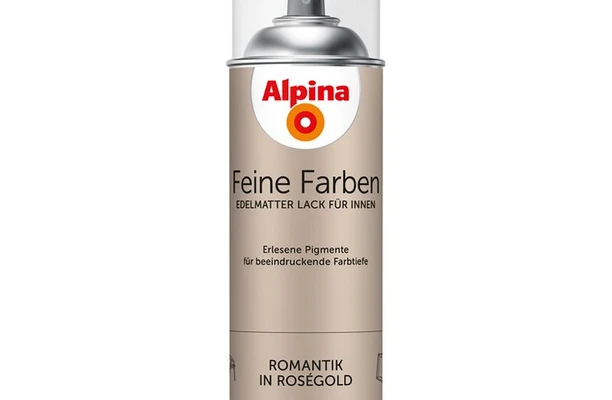 Alpina
Feine Farben
EDELMATTER LACK FÜR INNEN
Erlesene Pigmente
für beeindruckende Farbtiefe
ROMANTIK
IN ROSÉGOLD